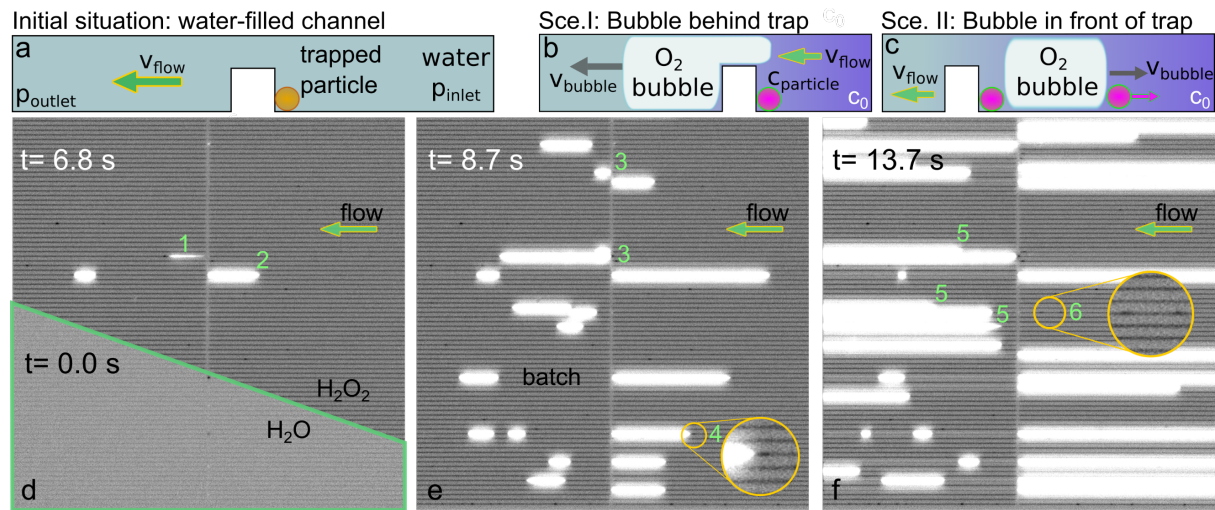 Initial situation: water-filled channel
a
v_flow
p_outlet
trapped
particle
water
p_inlet
Sce.I: Bubble behind trap
c_0
b
v_bubble
O_2
bubble
v_flow
c_particle
c_0
Sce. II: Bubble in front of trap
c
v_flow
O_2
bubble
v_bubble
c_0
t= 6.8 s
flow
1
2
t= 0.0 s
H_2O_2
H_2O
d
t= 8.7 s
3
flow
3
batch
4
e
t= 13.7 s
flow
5
5
5
6
f